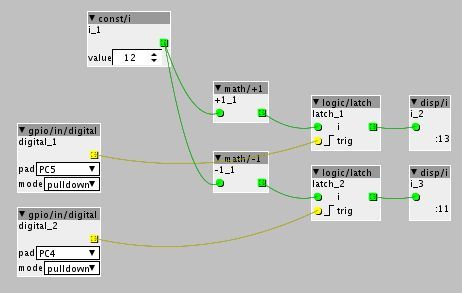 const/i
i_1
value 12
math/+1
+1_1
logic/latch
latch_1
i
trig
disp/i
i_2
:13
gpio/in/digital
digital_1
pad PC5
mode pulldown
math/-1
-1_1
logic/latch
latch_2
i
trig
disp/i
i_3
:11
gpio/in/digital
digital_2
pad PC4
mode pulldown